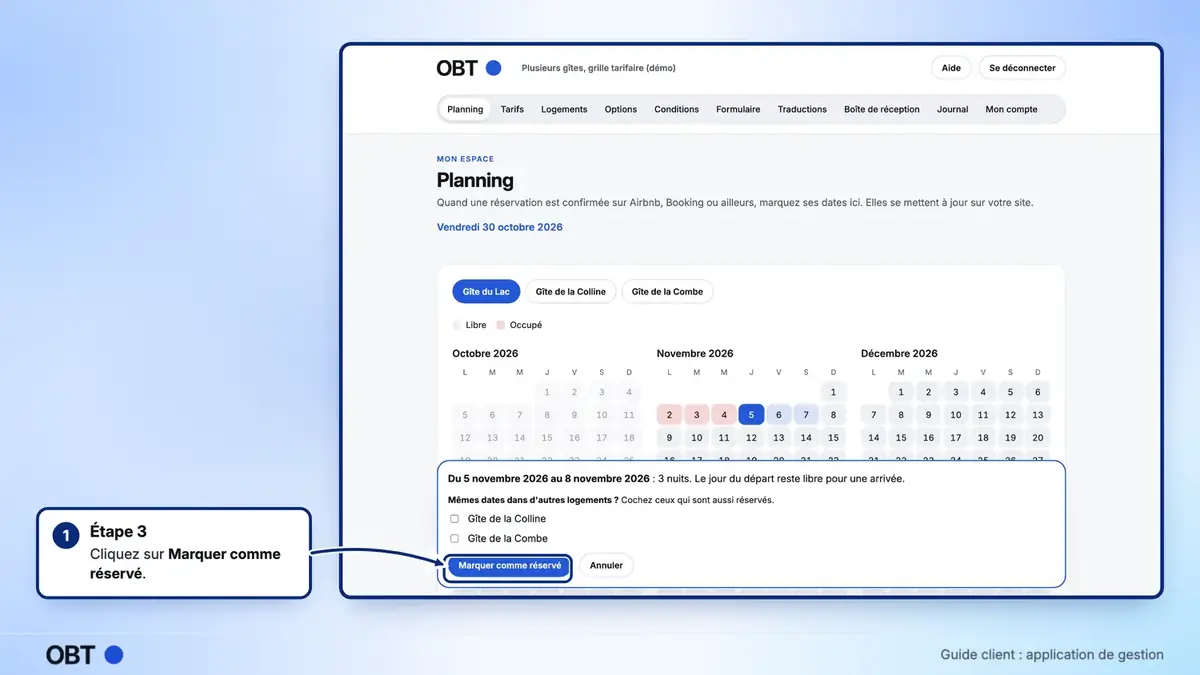 OBT
Plusieurs gîtes, grille tarifaire (démo)
Aide
Se déconnecter
Planning Tarifs Logements Options Conditions Formulaire Traductions Boîte de réception Journal Mon compte
MON ESPACE
Planning
Quand une réservation est confirmée sur Airbnb, Booking ou ailleurs, marquez ses dates ici. Elles se mettent à jour sur votre site.
Vendredi 30 octobre 2026
Gîte du Lac Gîte de la Colline Gîte de la Combe
Libre Occupé
Octobre 2026
L M M J V S D
1 2 3 4
5 6 7 8 9 10 11
12 13 14 15 16 17 18
Novembre 2026
L M M J V S D
1
2 3 4 5 6 7 8
9 10 11 12 13 14 15
Décembre 2026
L M M J V S D
1 2 3 4 5 6
7 8 9 10 11 12 13
14 15 16 17 18 19 20
Du 5 novembre 2026 au 8 novembre 2026 : 3 nuits. Le jour du départ reste libre pour une arrivée.
Mêmes dates dans d'autres logements ? Cochez ceux qui sont aussi réservés.
Gîte de la Colline
Gîte de la Combe
Marquer comme réservé Annuler
1
Étape 3
Cliquez sur Marquer comme
réservé.
OBT
Guide client : application de gestion